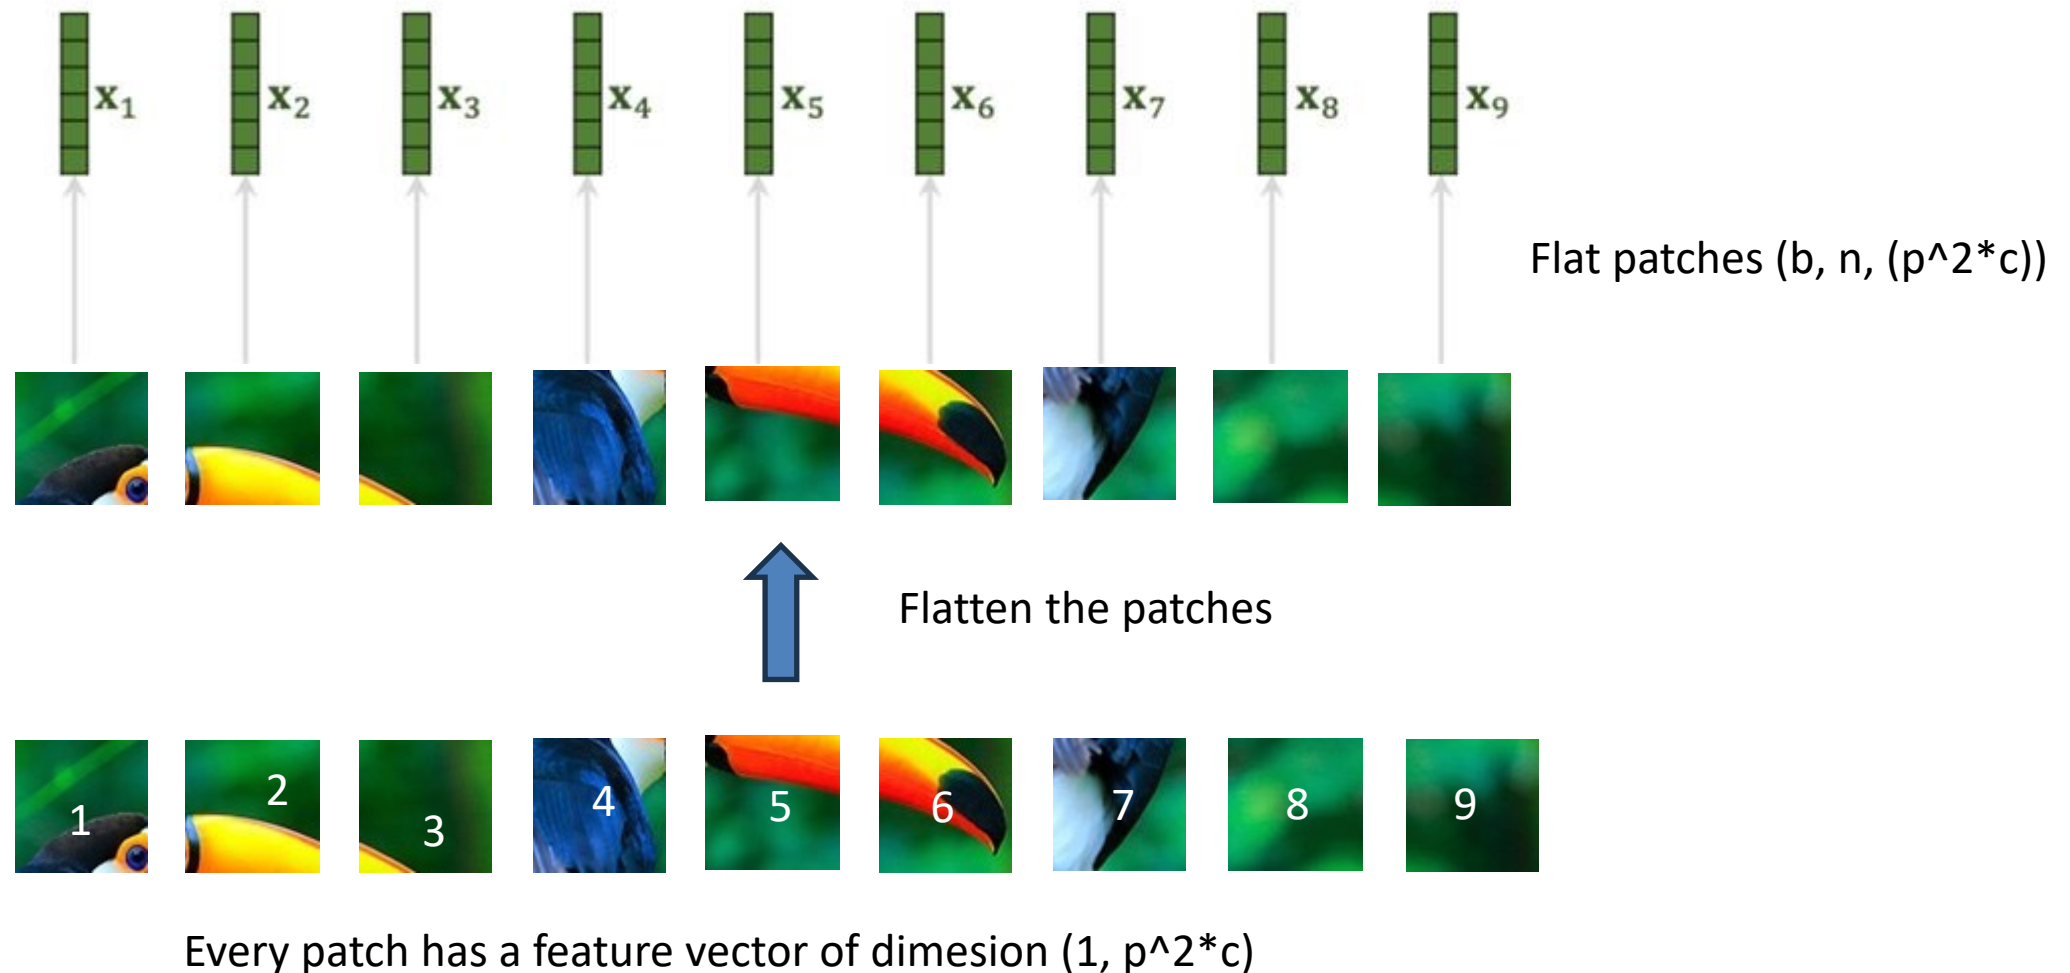 x₁ x₂ x₃ x₄ x₅ x₆ x₇ x₈ x₉
Flat patches (b, n, (p^2*c))
Flatten the patches
1 2 3 4 5 6 7 8 9
Every patch has a feature vector of dimesion (1, p^2*c)